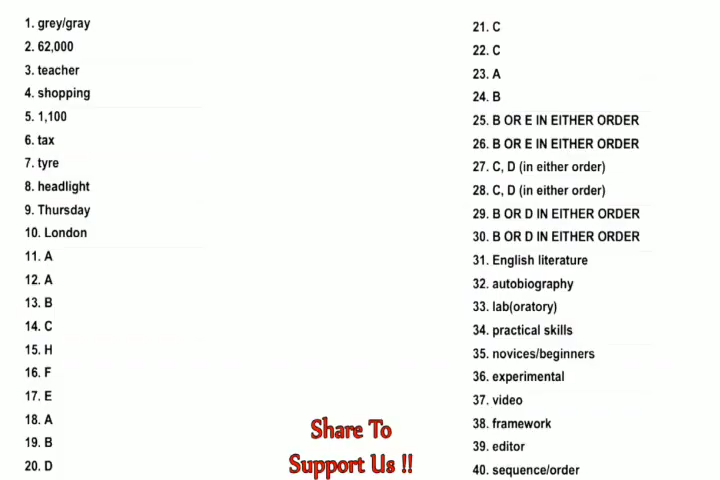 1. grey/gray
2. 62,000
3. teacher
4. shopping
5. 1,100
6. tax
7. tyre
8. headlight
9. Thursday
10. London
11. A
12. A
13. B
14. C
15. H
16. F
17. E
18. A
19. B
20. D
21. C
22. C
23. A
24. B
25. B OR E IN EITHER ORDER
26. B OR E IN EITHER ORDER
27. C, D (in either order)
28. C, D (in either order)
29. B OR D IN EITHER ORDER
30. B OR D IN EITHER ORDER
31. English literature
32. autobiography
33. lab(oratory)
34. practical skills
35. novices/beginners
36. experimental
37. video
38. framework
39. editor
40. sequence/order
Share To
Support Us !!